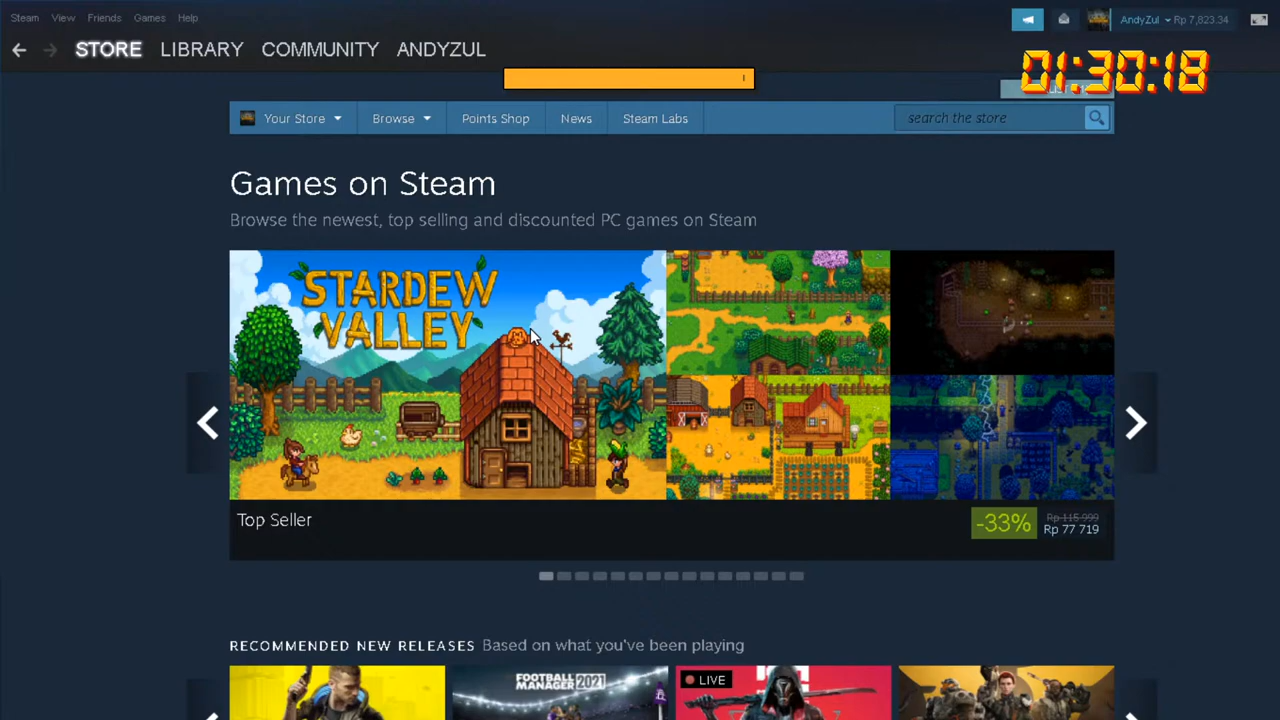 Steam View Friends Games Help
AndyZul Rp 7,823.34
STORE LIBRARY COMMUNITY ANDYZUL
01:30:18
Your Store Browse Points Shop News Steam Labs
search the store
Games on Steam
Browse the newest, top selling and discounted PC games on Steam
STARDEW
VALLEY
Top Seller
-33%
Rp 115 999
Rp 77 719
RECOMMENDED NEW RELEASES Based on what you've been playing
FOOTBALL
MANAGER 2021
LIVE